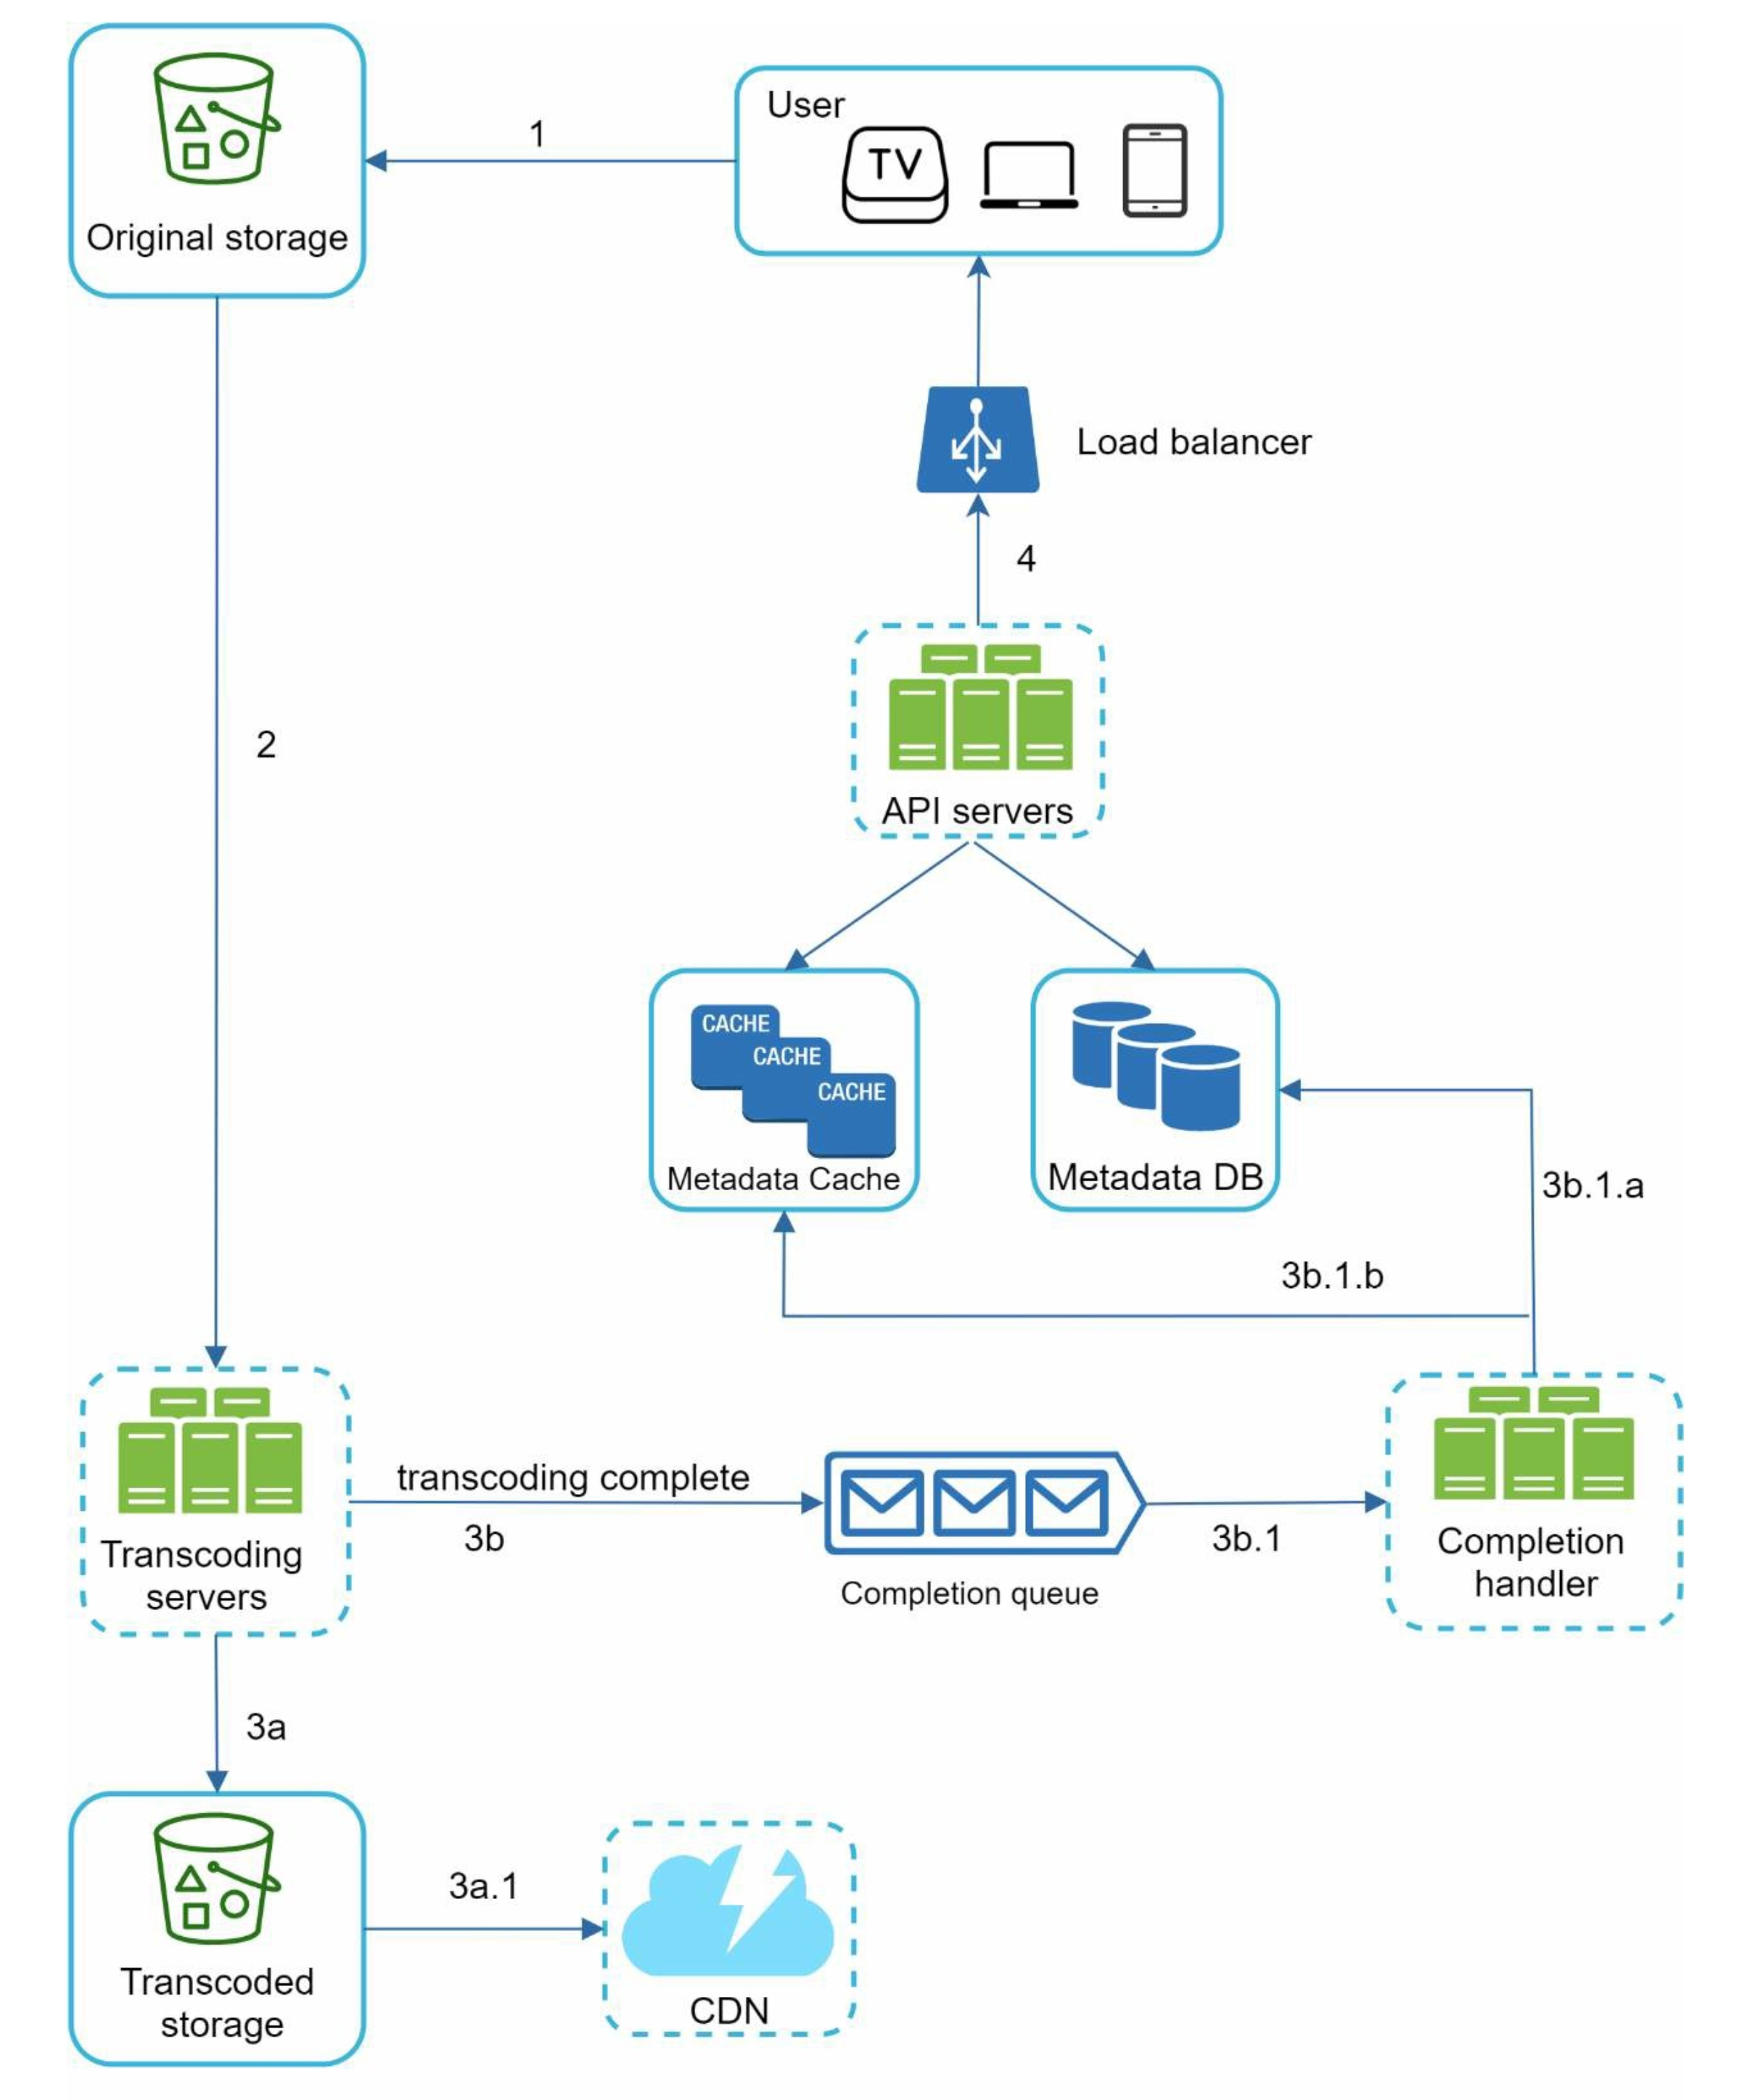 User
TV
1
Original storage
Load balancer
4
2
API servers
CACHE
CACHE
CACHE
Metadata Cache
Metadata DB
3b.1.a
3b.1.b
transcoding complete
3b
3b.1
Transcoding
servers
Completion queue
Completion
handler
3a
3a.1
Transcoded
storage
CDN